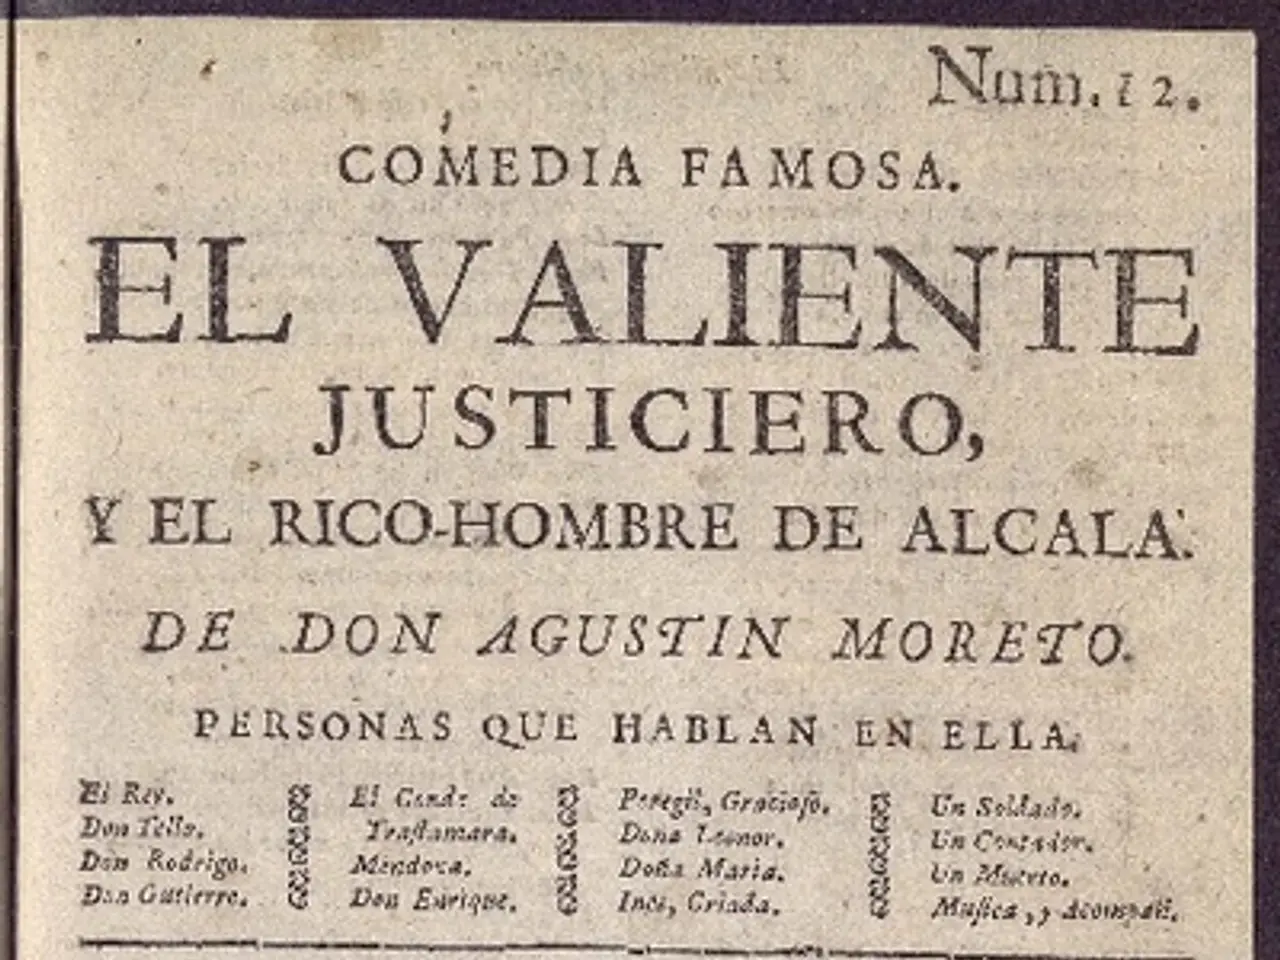 Num. 12.
COMEDIA FAMOSA.
EL VALIENTE
JUSTICIERO,
Y EL RICO-HOMBRE DE ALCALA.
DE DON AGUSTIN MORETO.
PERSONAS QUE HABLAN EN ELLA.
El Rey.
Don Tello.
Don Rodrigo.
Don Gutierre.
El Conde de
Traſtamara.
Mendoza.
Don Enrique.
Peregil, Gracioſo.
Doña Leonor.
Doña Maria.
Inés, Criada.
Un Soldado.
Un Contador.
Un Muerto.
Muſica, y Acompañ.